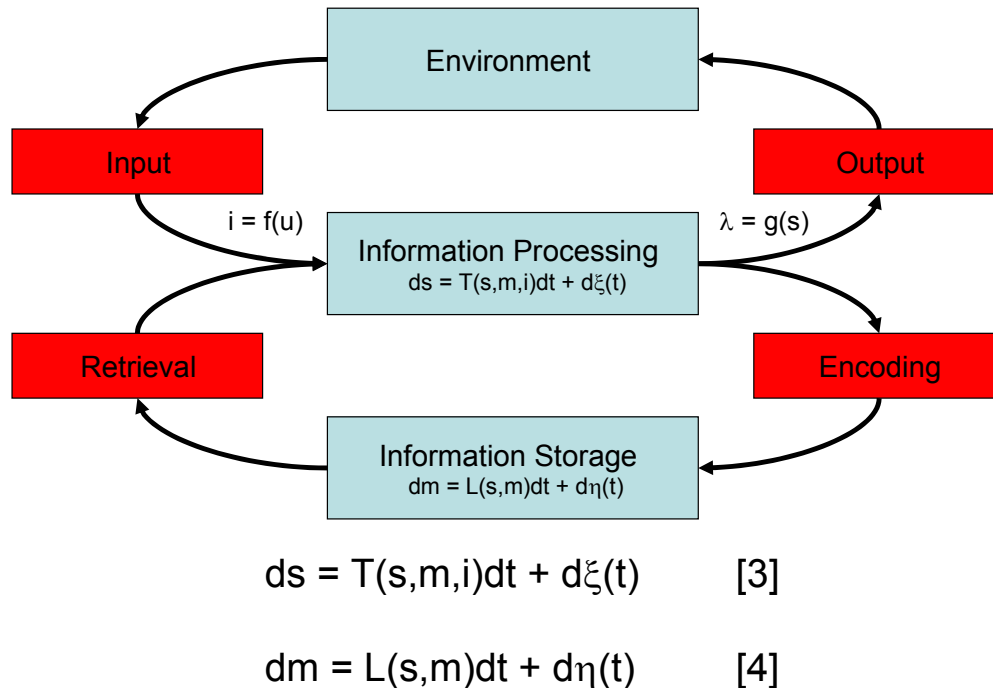 Environment
Input
Output
i = f(u)
λ = g(s)
Information Processing
ds = T(s,m,i)dt + dξ(t)
Retrieval
Encoding
Information Storage
dm = L(s,m)dt + dη(t)
ds = T(s,m,i)dt + dξ(t) [3]
dm = L(s,m)dt + dη(t) [4]